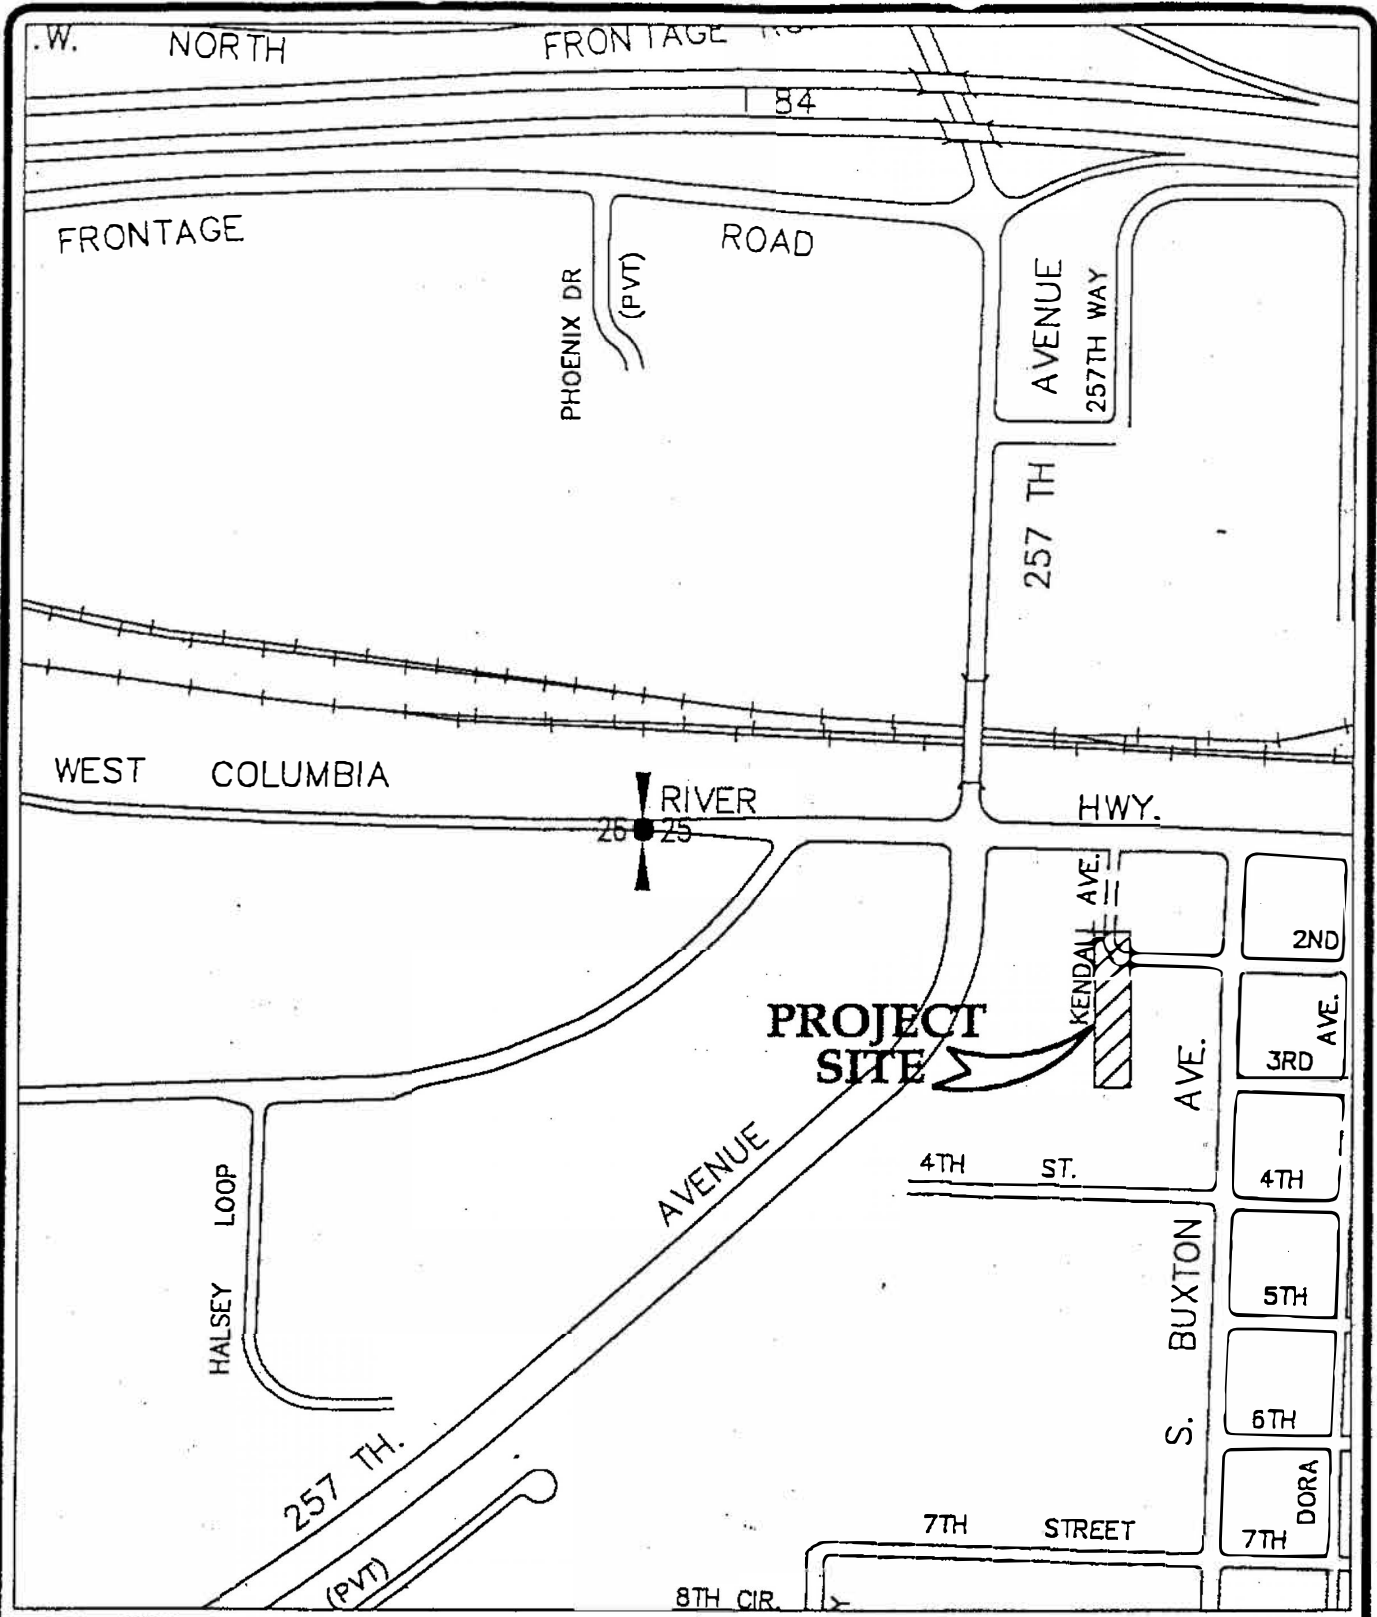 .W. NORTH FRONTAGE
I 84
FRONTAGE ROAD
PHOENIX DR
(PVT)
AVENUE
257TH WAY
257 TH
WEST COLUMBIA RIVER HWY.
26 25
KENDALL AVE.
2ND
PROJECT
SITE
AVE.
3RD
AVENUE
4TH ST.
AVE.
4TH
HALSEY LOOP
S. BUXTON
5TH
6TH
257 TH.
DORA
7TH STREET
7TH
(PVT)
8TH CIR.